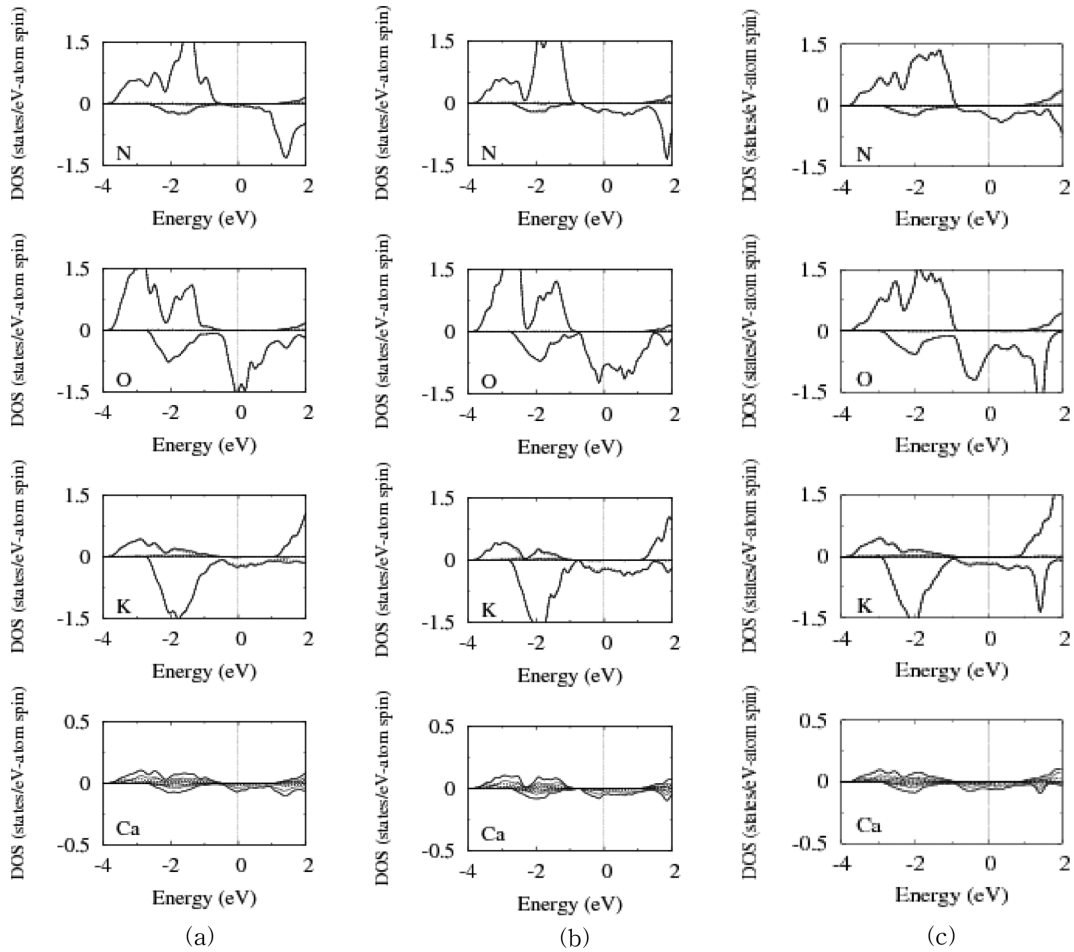 DOS (states/eV-atom spin)
1.5
0
-1.5
N
-4 -2 0 2
Energy (eV)
DOS (states/eV-atom spin)
1.5
0
-1.5
N
-4 -2 0 2
Energy (eV)
DOS (states/eV-atom spin)
1.5
0
-1.5
N
-4 -2 0 2
Energy (eV)
DOS (states/eV-atom spin)
1.5
0
-1.5
O
-4 -2 0 2
Energy (eV)
DOS (states/eV-atom spin)
1.5
0
-1.5
O
-4 -2 0 2
Energy (eV)
DOS (states/eV-atom spin)
1.5
0
-1.5
O
-4 -2 0 2
Energy (eV)
DOS (states/eV-atom spin)
1.5
0
-1.5
K
-4 -2 0 2
Energy (eV)
DOS (states/eV-atom spin)
1.5
0
-1.5
K
-4 -2 0 2
Energy (eV)
DOS (states/eV-atom spin)
1.5
0
-1.5
K
-4 -2 0 2
Energy (eV)
DOS (states/eV-atom spin)
0.5
0
-0.5
Ca
-4 -2 0 2
Energy (eV)
DOS (states/eV-atom spin)
0.5
0
-0.5
Ca
-4 -2 0 2
Energy (eV)
DOS (states/eV-atom spin)
0.5
0
-0.5
Ca
-4 -2 0 2
Energy (eV)
(a)
(b)
(c)